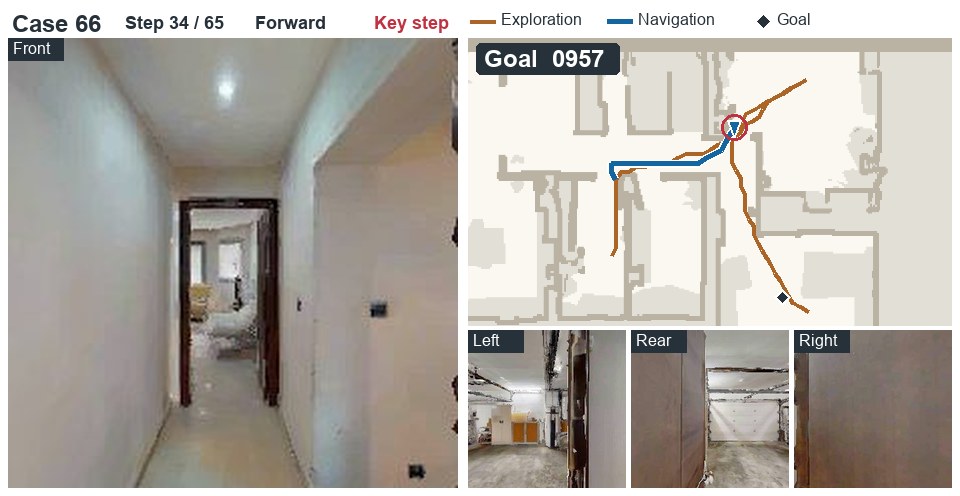 Case 66 Step 34 / 65 Forward Key step
Exploration Navigation Goal
Front
Goal 0957
Left Rear Right